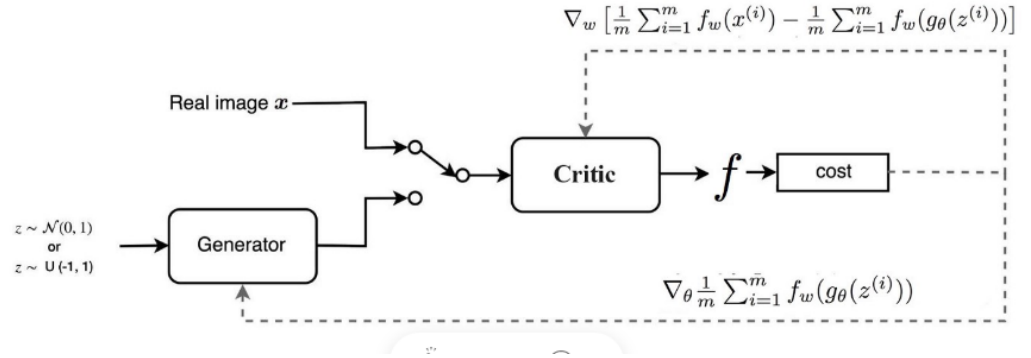 ∇_w [1/m ∑_{i=1}^{m} f_w(x^{(i)}) − 1/m ∑_{i=1}^{m} f_w(g_θ(z^{(i)}))]
Real image x
Critic
f
cost
z ~ N(0, 1)
or
z ~ U (-1, 1)
Generator
∇_θ 1/m ∑_{i=1}^{m} f_w(g_θ(z^{(i)}))